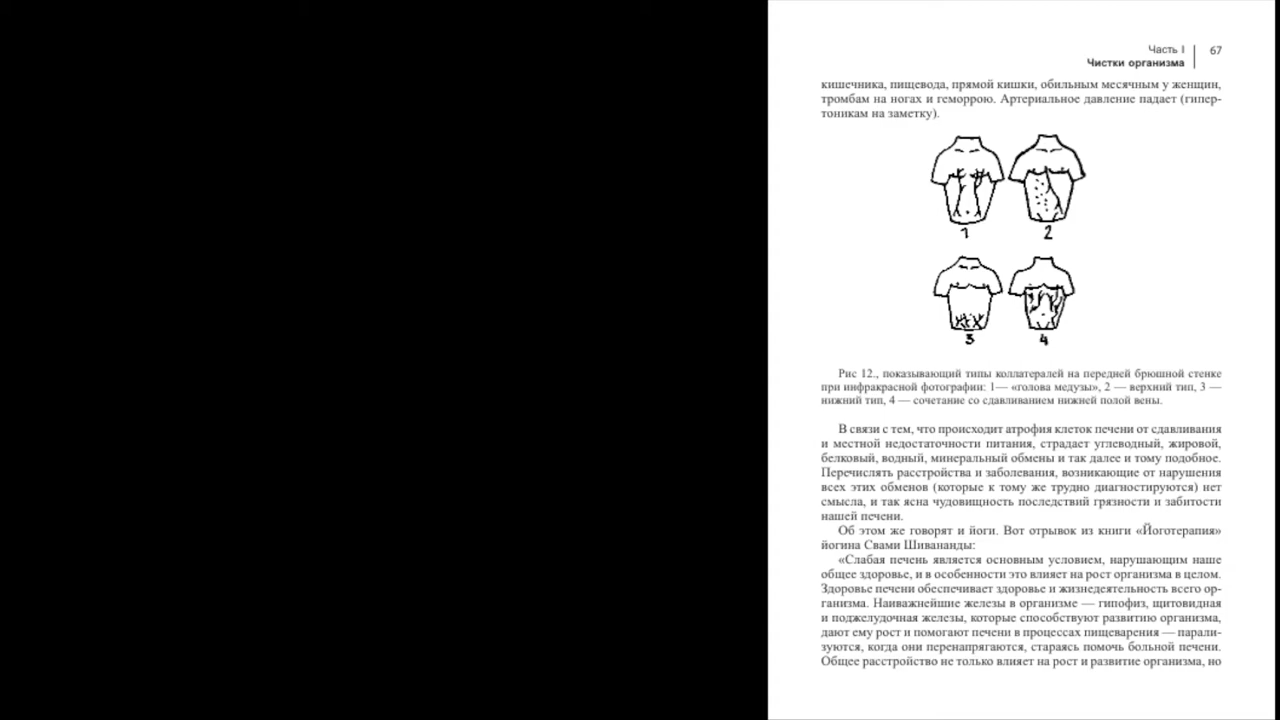 Часть I
67
Чистки организма
кишечника, пищевода, прямой кишки, обильным месячным у женщин,
тромбам на ногах и геморрою. Артериальное давление падает (гипер-
тоникам на заметку).
1
2
3
4
Рис 12., показывающий типы коллатералей на передней брюшной стенке
при инфракрасной фотографии: 1— «голова медузы», 2 — верхний тип, 3 —
нижний тип, 4 — сочетание со сдавливанием нижней полой вены.
В связи с тем, что происходит атрофия клеток печени от сдавливания
и местной недостаточности питания, страдает углеводный, жировой,
белковый, водный, минеральный обмены и так далее и тому подобное.
Перечислять расстройства и заболевания, возникающие от нарушения
всех этих обменов (которые к тому же трудно диагностируются) нет
смысла, и так ясна чудовищность последствий грязности и забитости
нашей печени.
Об этом же говорят и йоги. Вот отрывок из книги «Йоготерапия»
йогина Свами Шивананды:
«Слабая печень является основным условием, нарушающим наше
общее здоровье, и в особенности это влияет на рост организма в целом.
Здоровье печени обеспечивает здоровье и жизнедеятельность всего ор-
ганизма. Наиважнейшие железы в организме — гипофиз, щитовидная
и поджелудочная железы, которые способствуют развитию организма,
дают ему рост и помогают печени в процессах пищеварения — парали-
зуются, когда они перенапрягаются, стараясь помочь больной печени.
Общее расстройство не только влияет на рост и развитие организма, но